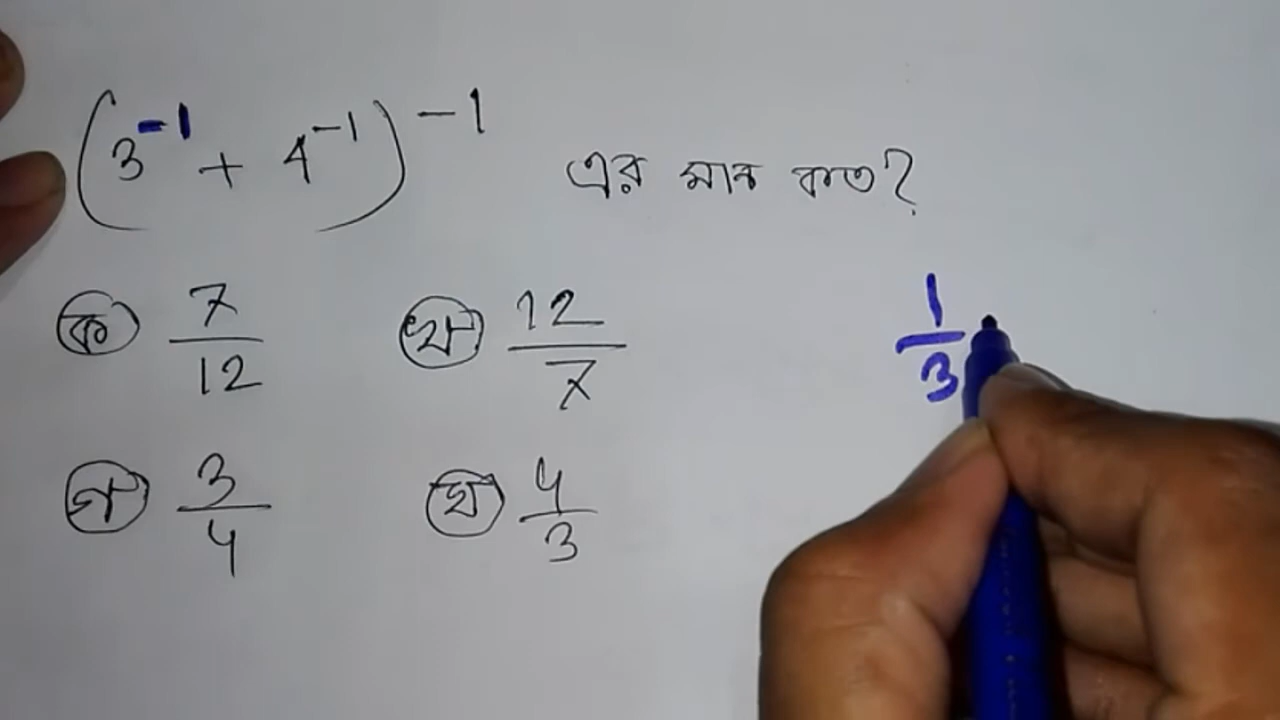 (3⁻¹ + 4⁻¹)⁻¹ এর মান কত?
ক 7/12 খ 12/7
1/3
গ 3/4 ঘ 4/3